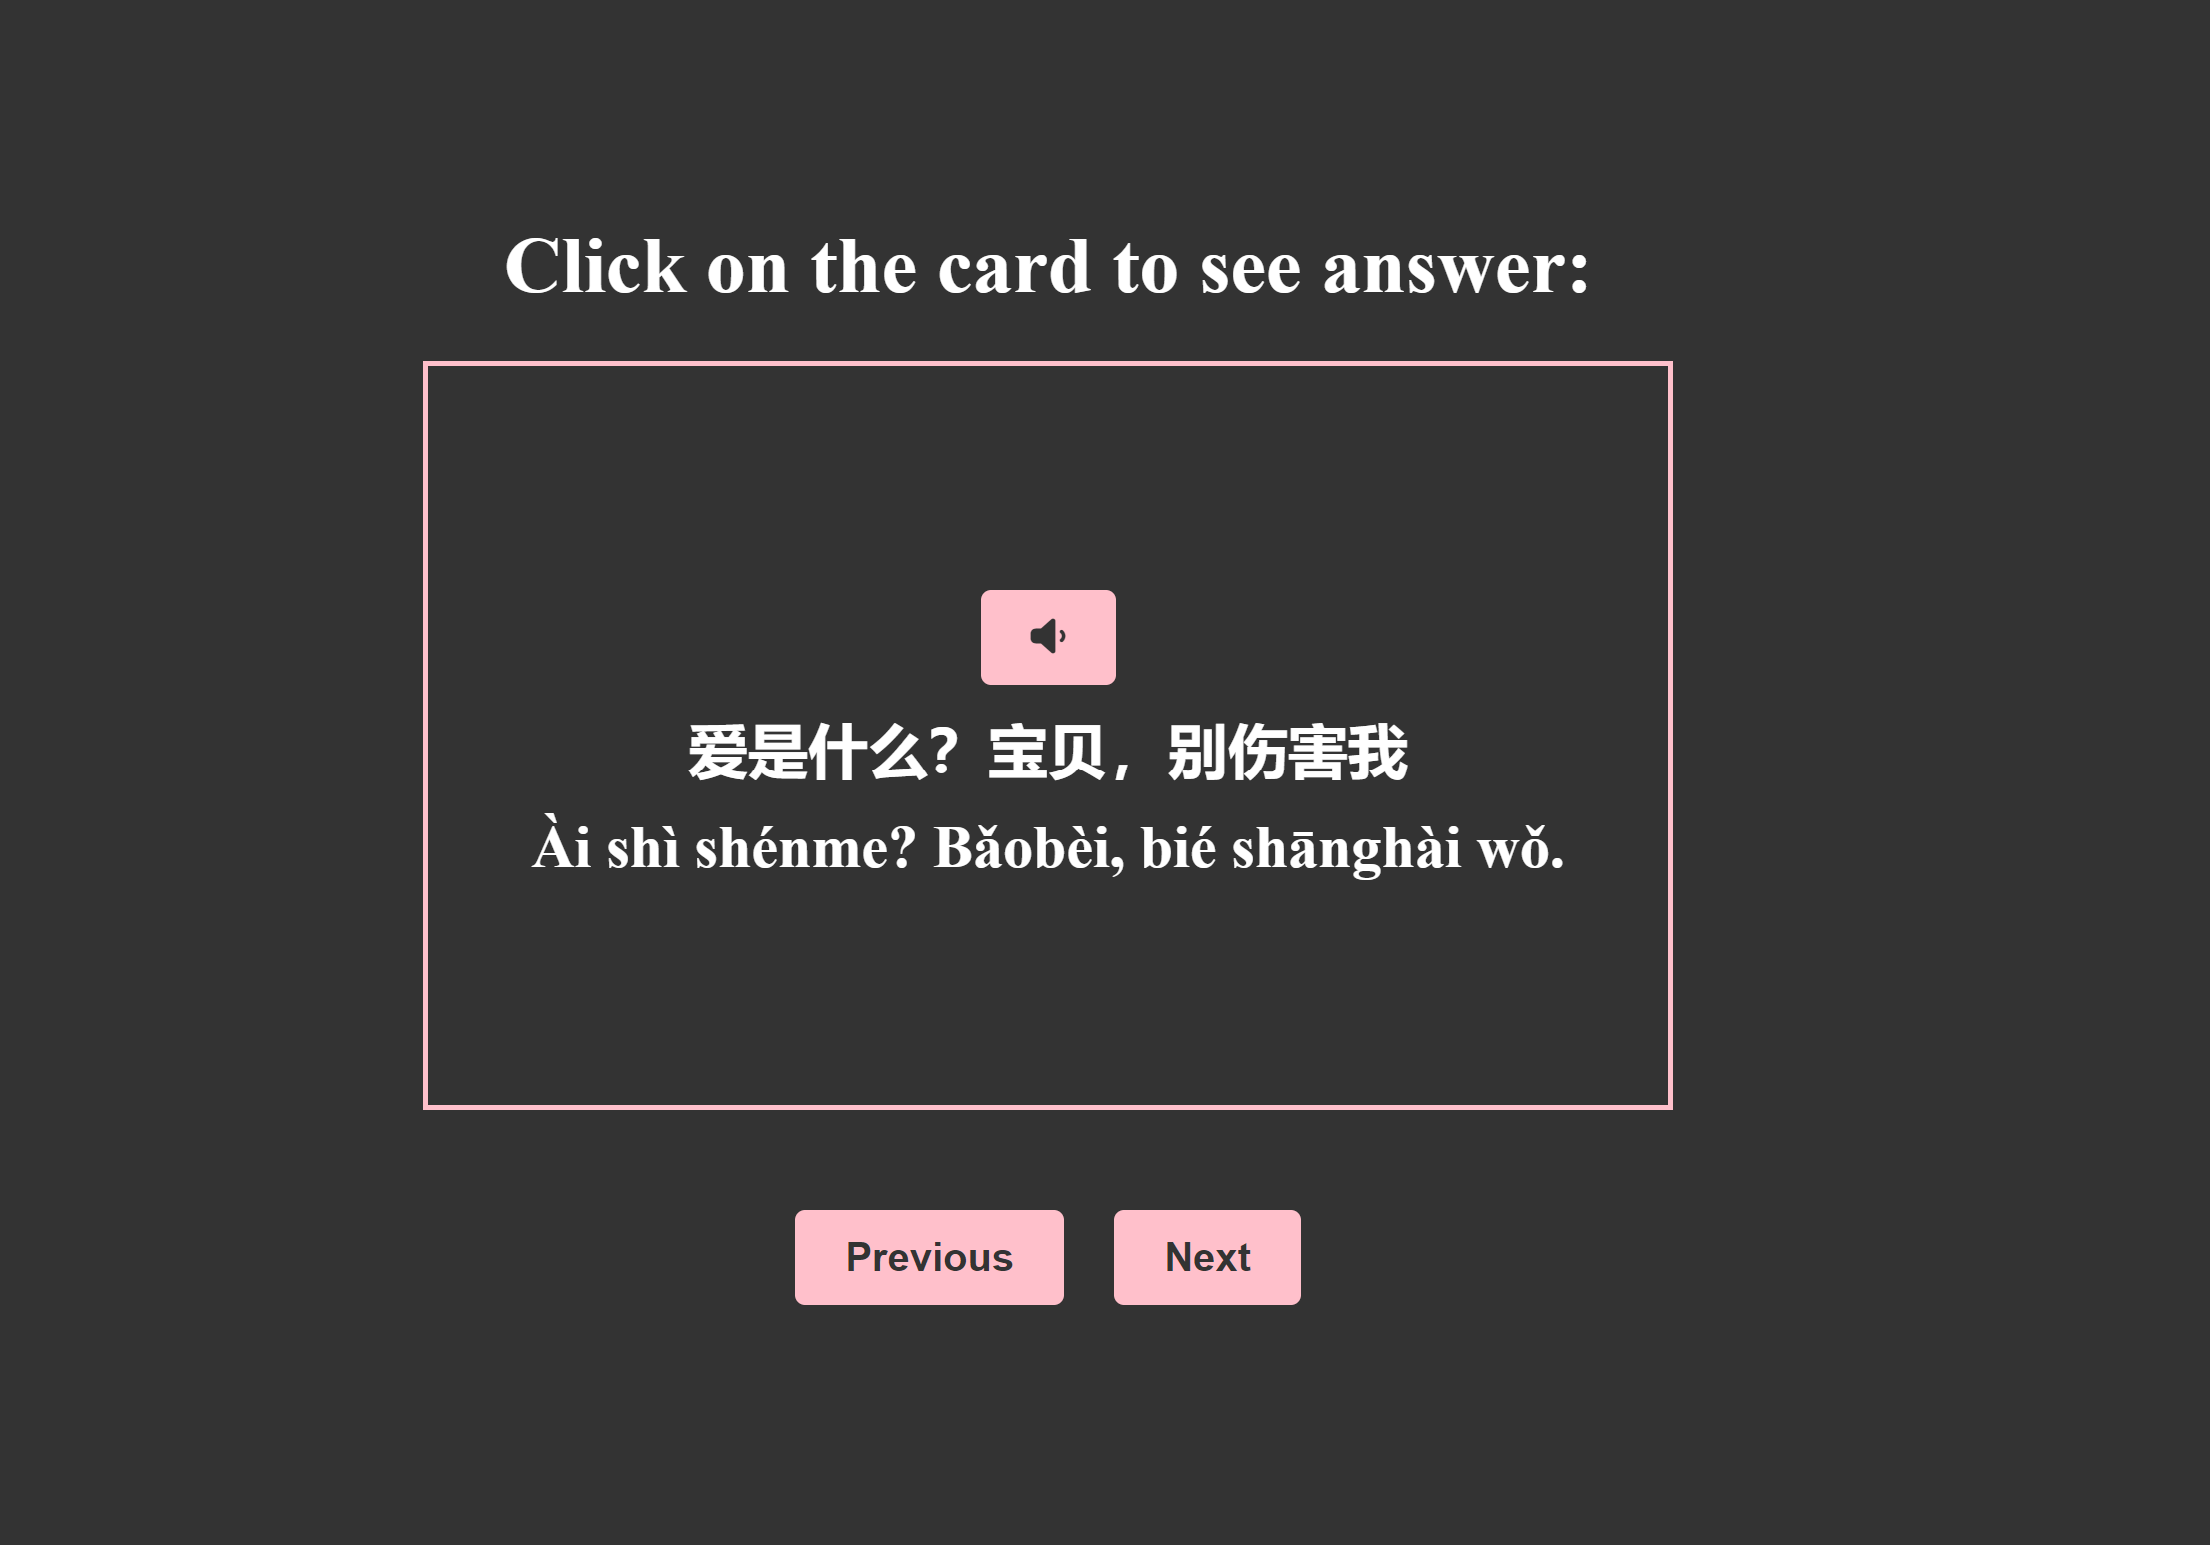 Click on the card to see answer:
爱是什么？宝贝，别伤害我
Ài shì shénme? Bǎobèi, bié shānghài wǒ.
Previous
Next